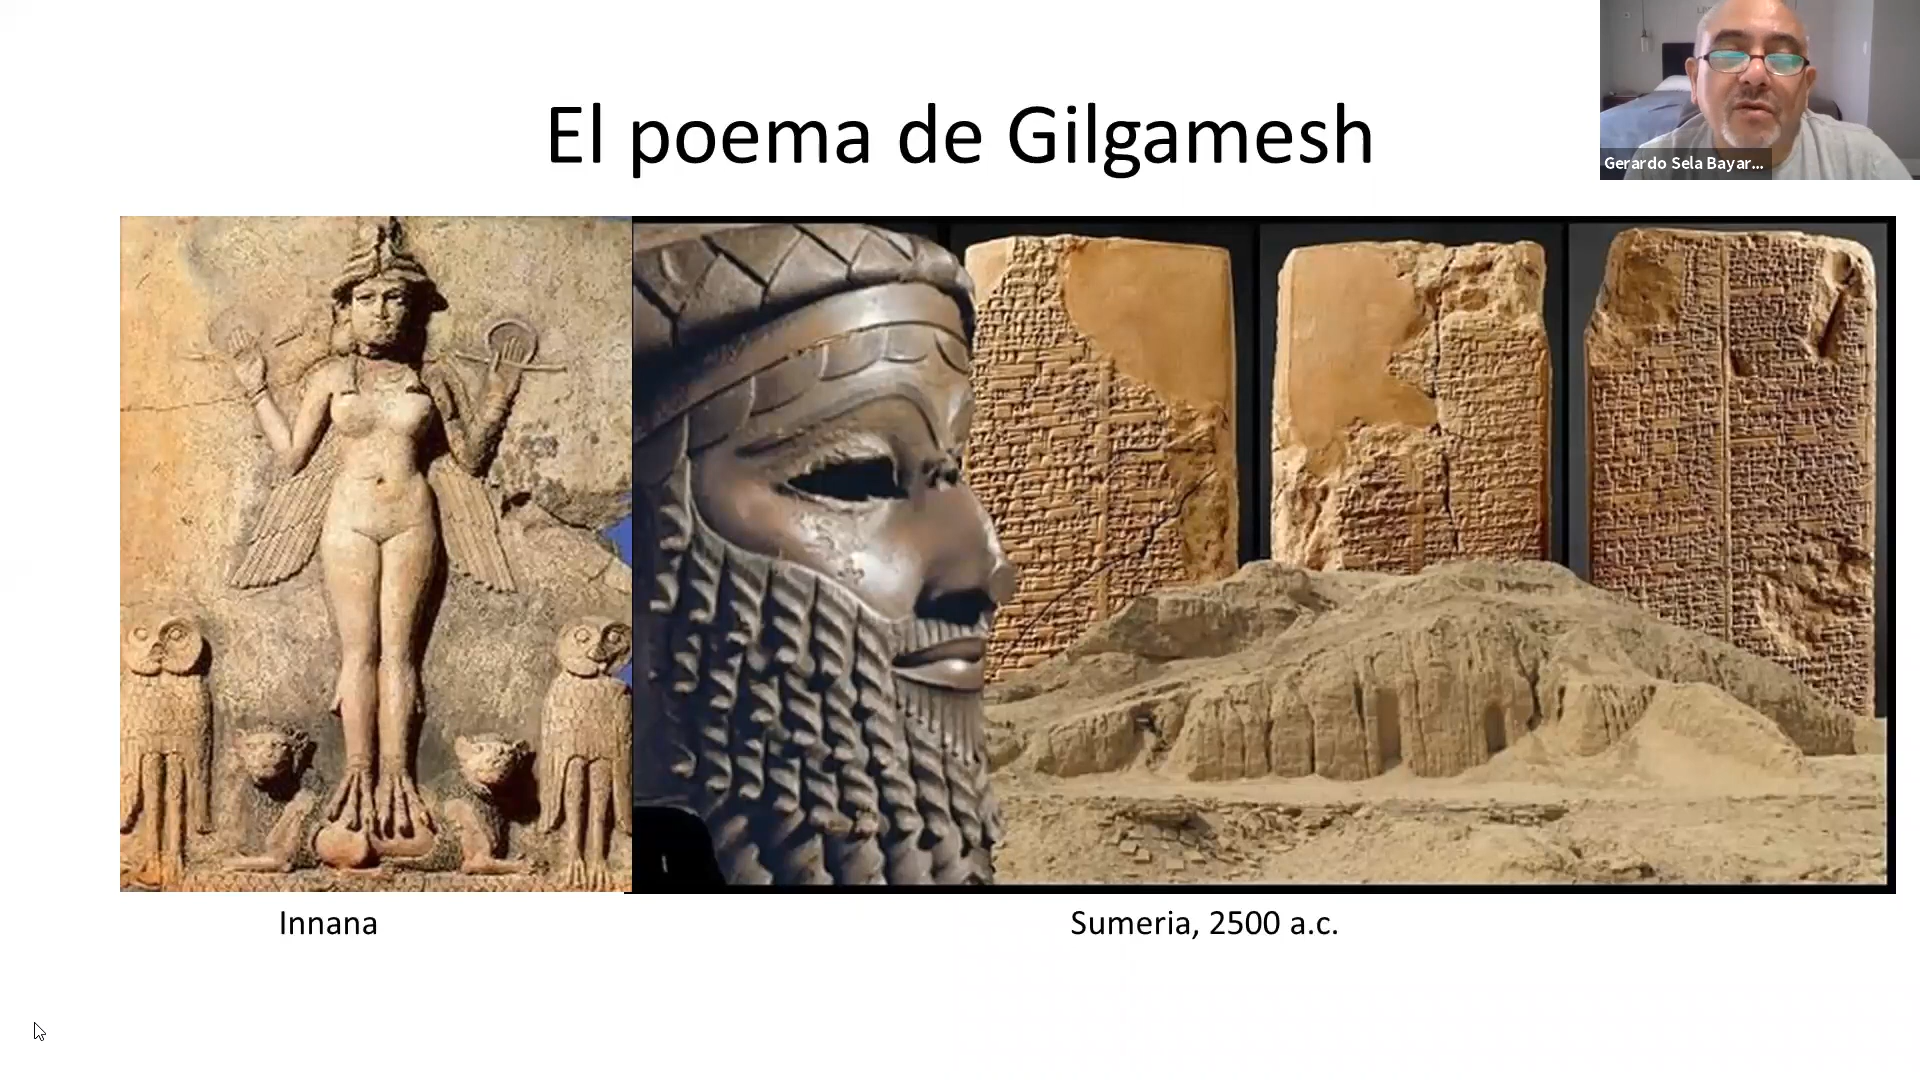 El poema de Gilgamesh
Gerardo Sela Bayar...
Innana
Sumeria, 2500 a.c.